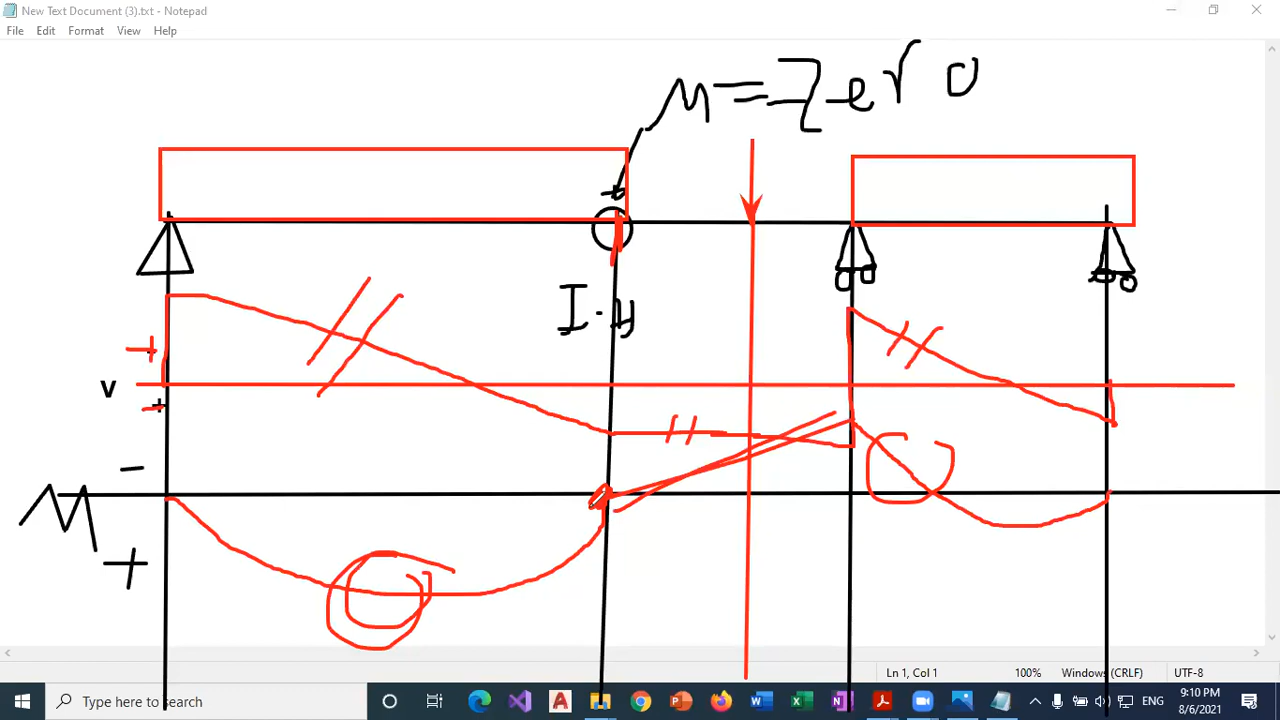 New Text Document (3).txt - Notepad
File Edit Format View Help
M = Zero
I.H
+
v
+
-
M
+
Ln 1, Col 1 100% Windows (CRLF) UTF-8
Type here to search
ENG
9:10 PM
8/6/2021